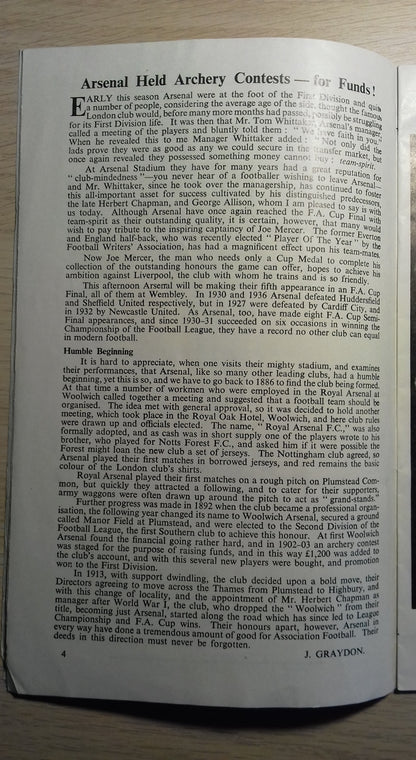 Arsenal Held Archery Contests — for Funds!
EARLY this season Arsenal were at the foot of the First Division and quite
a number of people, considering the average age of the side, thought the famous
London club would, before many more months had passed, possibly be struggling
for its First Division life. It was then that Mr. Tom Whittaker, Arsenal's manager,
called a meeting of the players and bluntly told them: "We have faith in you."
When he revealed this to me Manager Whittaker added: " Not only did the
lads prove they were as good as any we could secure in the transfer market, but
once again revealed they possessed something money cannot buy: team-spirit.
At Arsenal Stadium they have for many years had a great reputation for
" club-mindedness "—you never hear of a footballer wishing to leave Arsenal—
and Mr. Whittaker, since he took over the managership, has continued to foster
this all-important asset for success cultivated by his distinguished predecessors,
the late Herbert Chapman, and George Allison, whom I am pleased to say is with
us today. Although Arsenal have once again reached the F.A. Cup Final with
team-spirit as their outstanding quality, it is certain, however, that many would
wish to pay tribute to the inspiring captaincy of Joe Mercer. The former Everton
and England half-back, who was recently elected " Player Of The Year " by the
Football Writers' Association, has had a magnificent effect upon his team-mates.
Now Joe Mercer, the man who needs only a Cup Medal to complete his
collection of the outstanding honours the game can offer, hopes to achieve his
ambition against Liverpool, the club with whom he trains and is so friendly.
This afternoon Arsenal will be making their fifth appearance in an F.A. Cup
Final, all of them at Wembley. In 1930 and 1936 Arsenal defeated Huddersfield
and Sheffield United respectively, but in 1927 were defeated by Cardiff City, and
in 1932 by Newcastle United. As Arsenal, too, have made eight F.A. Cup Semi-
Final appearances, and since 1930–31 succeeded on six occasions in winning the
Championship of the Football League, they have a record no other club can equal
in modern football.
Humble Beginning
It is hard to appreciate, when one visits their mighty stadium, and examines
their performances, that Arsenal, like so many other leading clubs, had a humble
beginning, yet this is so, and we have to go back to 1886 to find the club being formed.
At that time a number of workmen who were employed in the Royal Arsenal at
Woolwich called together a meeting and suggested that a football team should be
organised. The idea met with general approval, so it was decided to hold another
meeting, which took place in the Royal Oak Hotel, Woolwich, and here club rules
were drawn up and officials elected. The name, " Royal Arsenal F.C.," was also
formally adopted, and as cash was in short supply one of the players wrote to his
brother, who played for Notts Forest F.C., and asked him if it were possible the
Forest might loan the new club a set of jerseys. The Nottingham club agreed, so
Arsenal played their first matches in borrowed jerseys, and red remains the basic
colour of the London club's shirts.
Royal Arsenal played their first matches on a rough pitch on Plumstead Com-
mon, but quickly they attracted a following, and to cater for their supporters,
army waggons were often drawn up around the pitch to act as " grand-stands."
Further progress was made in 1892 when the club became a professional organ-
isation, the following year changed its name to Woolwich Arsenal, secured a ground
called Manor Field at Plumstead, and were elected to the Second Division of the
Football League, the first Southern club to achieve this honour. At first Woolwich
Arsenal found the financial going rather hard, and in 1902–03 an archery contest
was staged for the purpose of raising funds, and in this way £1,200 was added to
the club's account, and with this several new players were bought, and promotion
won to the First Division.
In 1913, with support dwindling, the club decided upon a bold move, their
Directors agreeing to move across the Thames from Plumstead to Highbury, and
with this change of locality, and the appointment of Mr. Herbert Chapman as
manager after World War I, the club, who dropped the " Woolwich " from their
title, becoming just Arsenal, started along the road which has since led to League
Championship and F.A. Cup wins. Their honours apart, however, Arsenal in
every way have done a tremendous amount of good for Association Football. Their
deeds in this direction must never be forgotten.
J. GRAYDON.
4